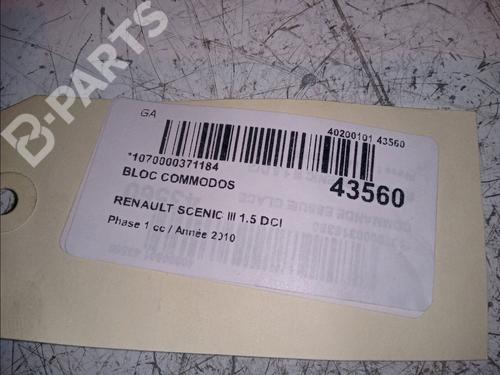 B-PARTS
GA
40200101 43560
*1070000371184
BLOC COMMODOS
43560
RENAULT SCENIC III 1.5 DCI
Phase 1 cc / Année 2010